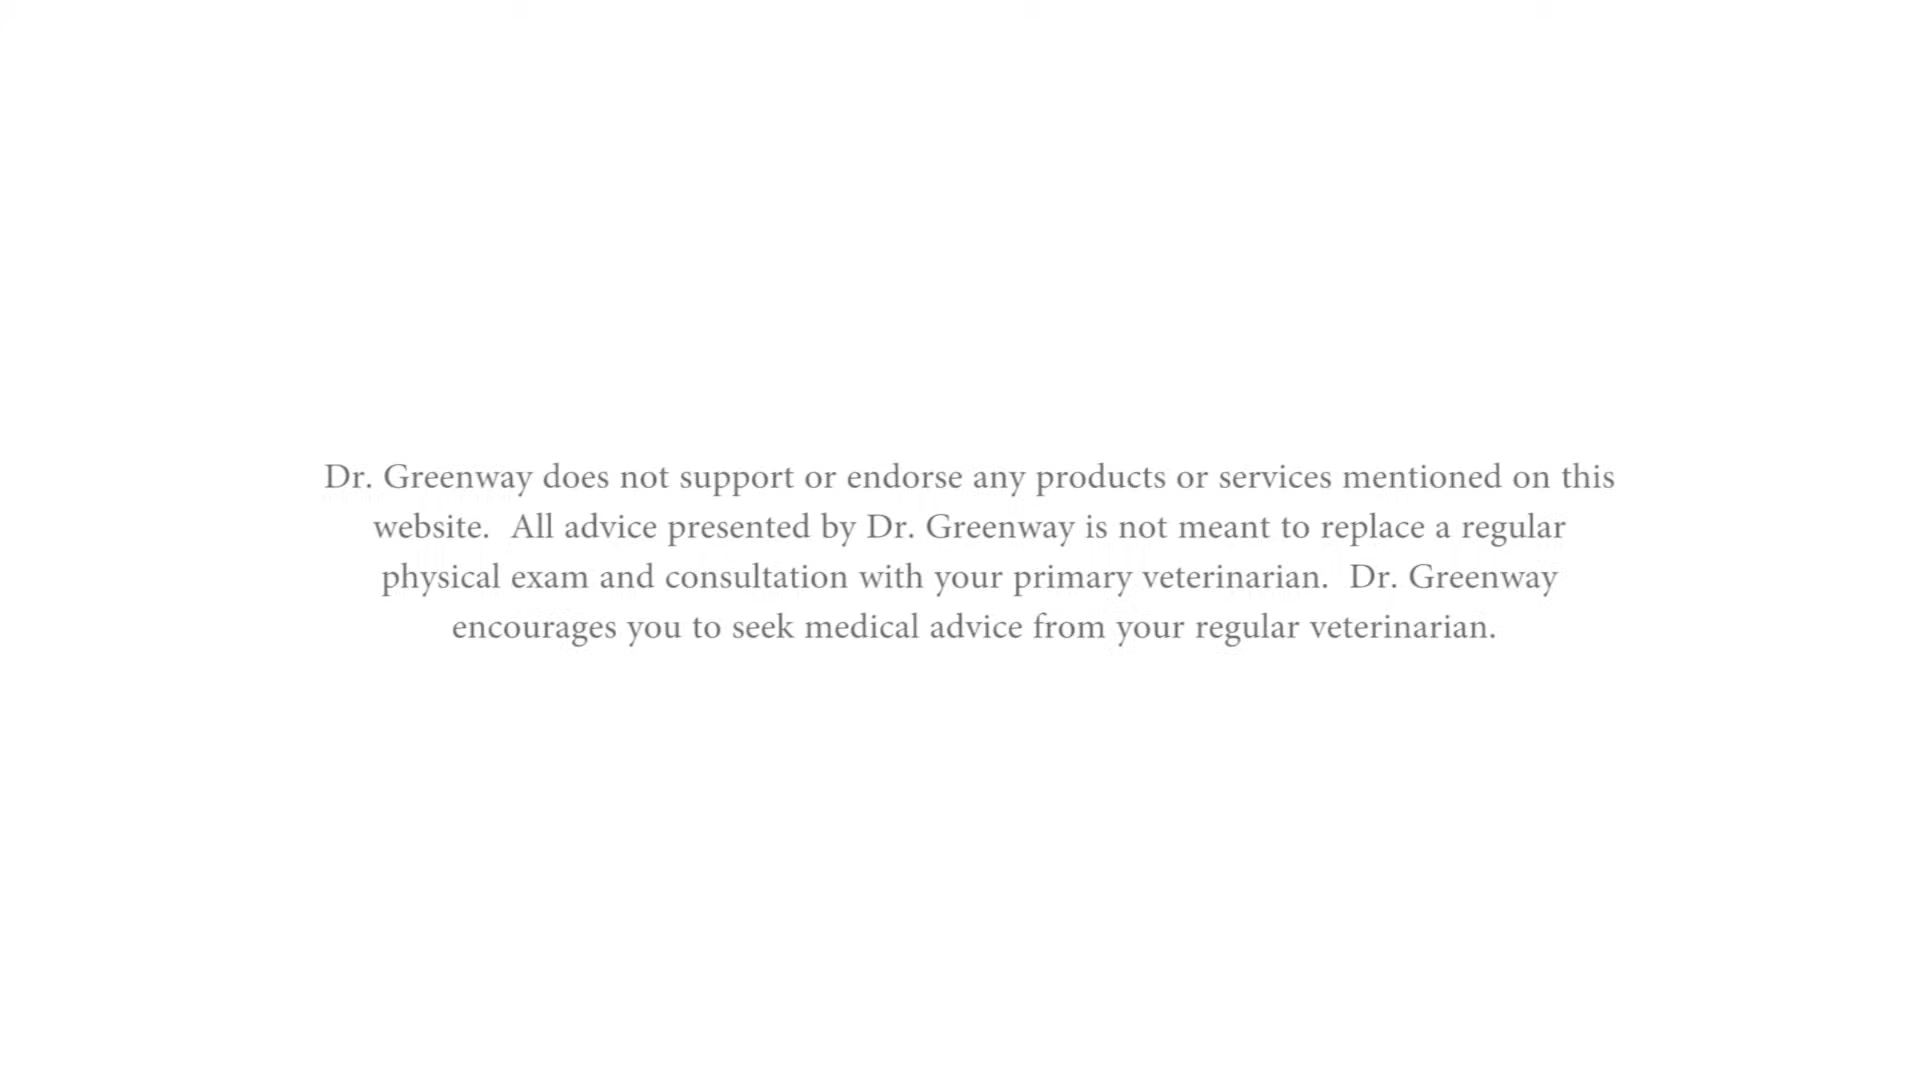 Dr. Greenway does not support or endorse any products or services mentioned on this
website.  All advice presented by Dr. Greenway is not meant to replace a regular
physical exam and consultation with your primary veterinarian.  Dr. Greenway
encourages you to seek medical advice from your regular veterinarian.